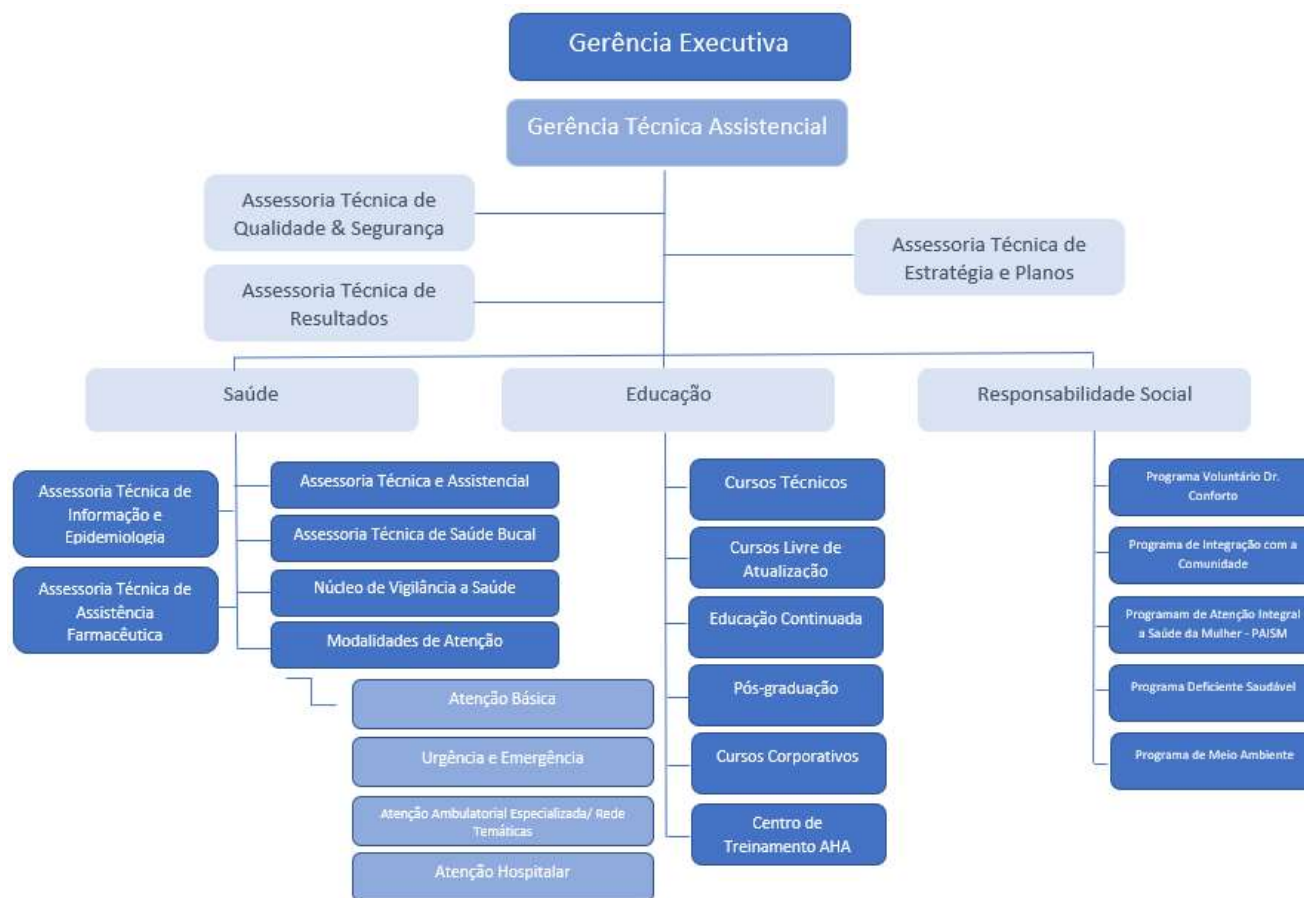 Gerência Executiva
Gerência Técnica Assistencial
Assessoria Técnica de
Qualidade & Segurança
Assessoria Técnica de
Estratégia e Planos
Assessoria Técnica de
Resultados
Saúde
Educação
Responsabilidade Social
Assessoria Técnica de
Informação e
Epidemiologia
Assessoria Técnica de
Assistência
Farmacêutica
Assessoria Técnica e Assistencial
Assessoria Técnica de Saúde Bucal
Núcleo de Vigilância a Saúde
Modalidades de Atenção
Atenção Básica
Urgência e Emergência
Atenção Ambulatorial Especializada/ Rede
Temáticas
Atenção Hospitalar
Cursos Técnicos
Cursos Livre de
Atualização
Educação Continuada
Pós-graduação
Cursos Corporativos
Centro de
Treinamento AHA
Programa Voluntário Dr.
Conforto
Programa de Integração com a
Comunidade
Programam de Atenção Integral
a Saúde da Mulher - PAISM
Programa Deficiente Saudável
Programa de Meio Ambiente